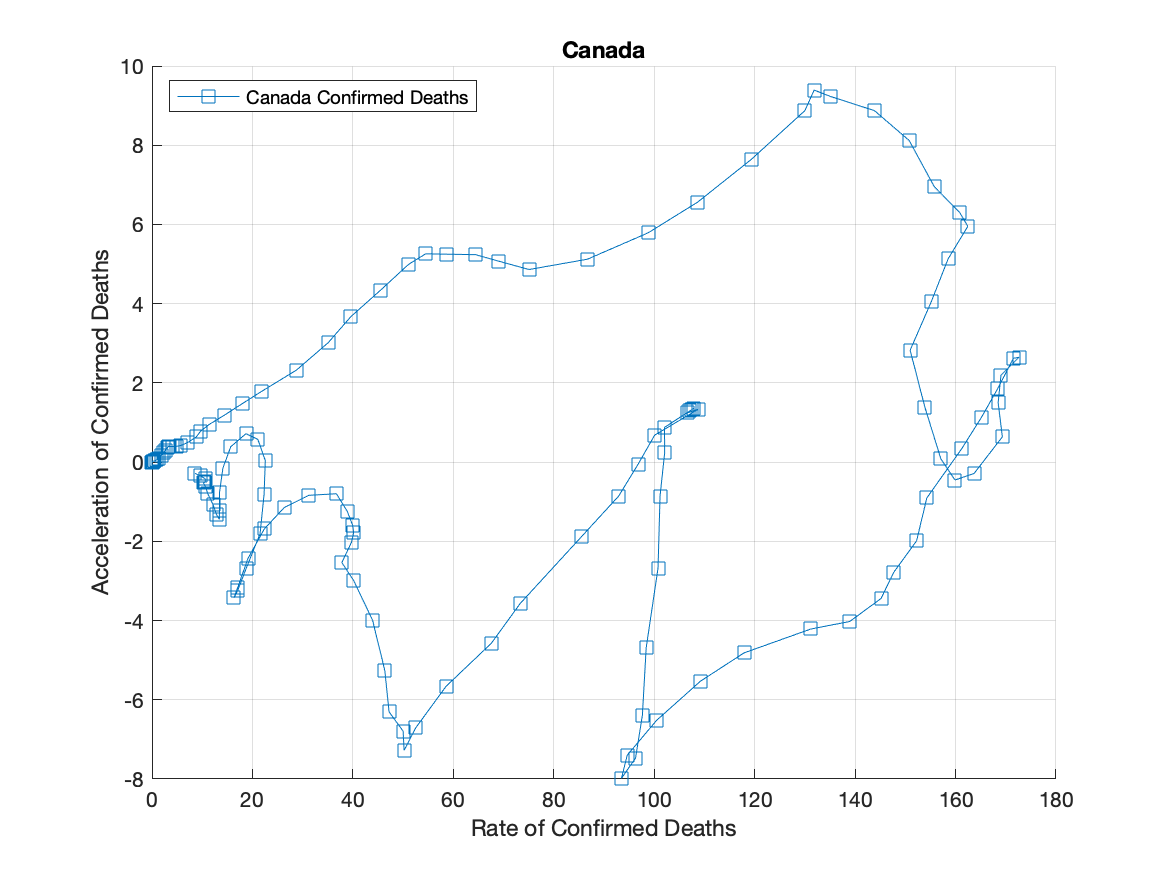 Canada
Canada Confirmed Deaths
10
8
6
4
2
0
-2
-4
-6
-8
Acceleration of Confirmed Deaths
0 20 40 60 80 100 120 140 160 180
Rate of Confirmed Deaths